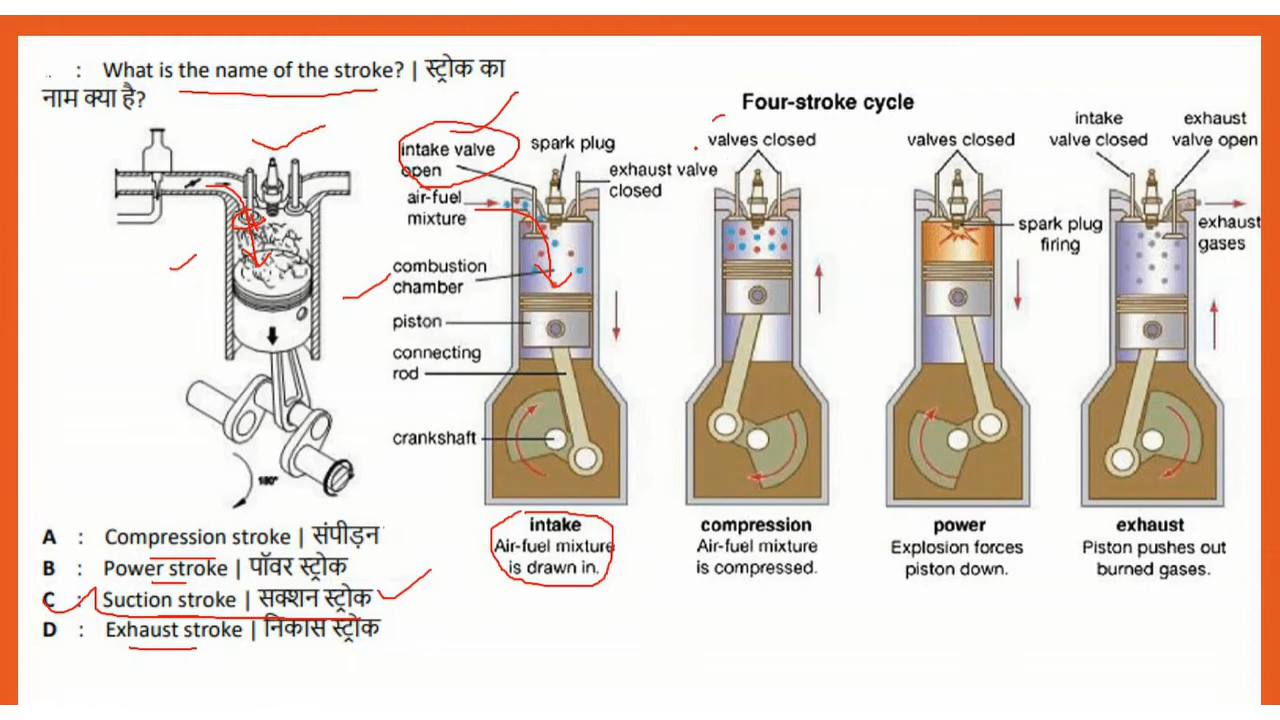 : What is the name of the stroke? | स्ट्रोक का
नाम क्या है?
180°
A : Compression stroke | संपीड़न
B : Power stroke | पॉवर स्ट्रोक
C : Suction stroke | सक्शन स्ट्रोक
D : Exhaust stroke | निकास स्ट्रोक
Four-stroke cycle
intake valve
open
spark plug
exhaust valve
closed
air-fuel
mixture
combustion
chamber
piston
connecting
rod
crankshaft
intake
Air-fuel mixture
is drawn in.
valves closed
compression
Air-fuel mixture
is compressed.
valves closed
spark plug
firing
power
Explosion forces
piston down.
intake
valve closed
exhaust
valve open
exhaust
gases
exhaust
Piston pushes out
burned gases.